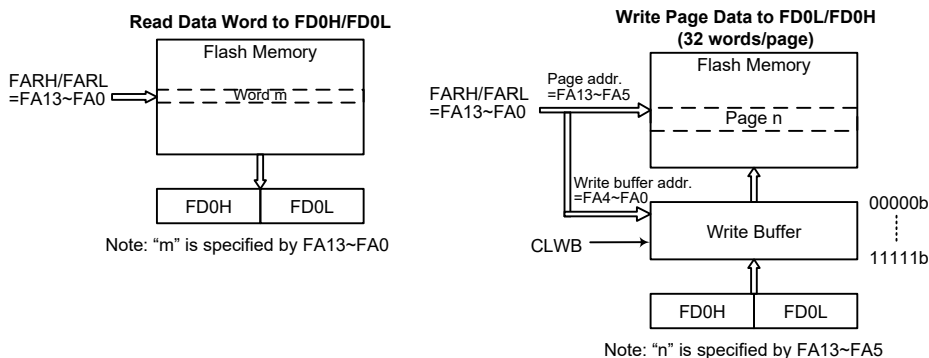 Read Data Word to FD0H/FD0L
Flash Memory
FARH/FARL
=FA13~FA0
Word m
FD0H
FD0L
Note: “m” is specified by FA13~FA0
Write Page Data to FD0L/FD0H
(32 words/page)
Flash Memory
Page addr.
=FA13~FA5
FARH/FARL
=FA13~FA0
Page n
Write buffer addr.
=FA4~FA0
00000b
Write Buffer
CLWB
11111b
FD0H
FD0L
Note: “n” is specified by FA13~FA5